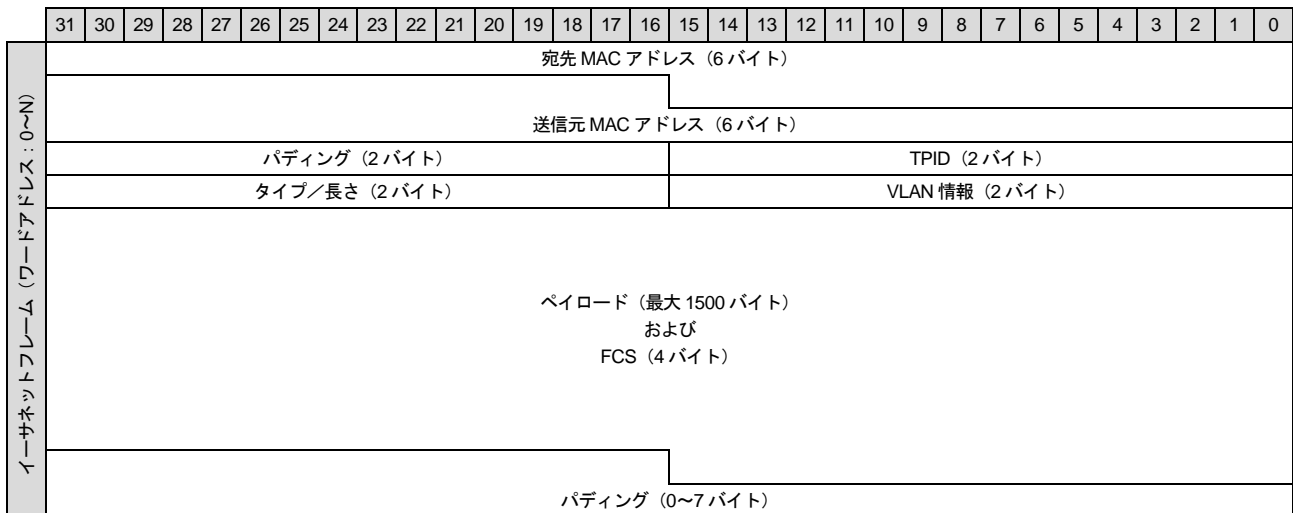 31 30 29 28 27 26 25 24 23 22 21 20 19 18 17 16 15 14 13 12 11 10 9 8 7 6 5 4 3 2 1 0
イーサネットフレーム（ワードアドレス：0～N）
宛先 MAC アドレス（6 バイト）
送信元 MAC アドレス（6 バイト）
パディング（2 バイト） TPID（2 バイト）
タイプ／長さ（2 バイト） VLAN 情報（2 バイト）
ペイロード（最大 1500 バイト）
および
FCS（4 バイト）
パディング（0～7 バイト）